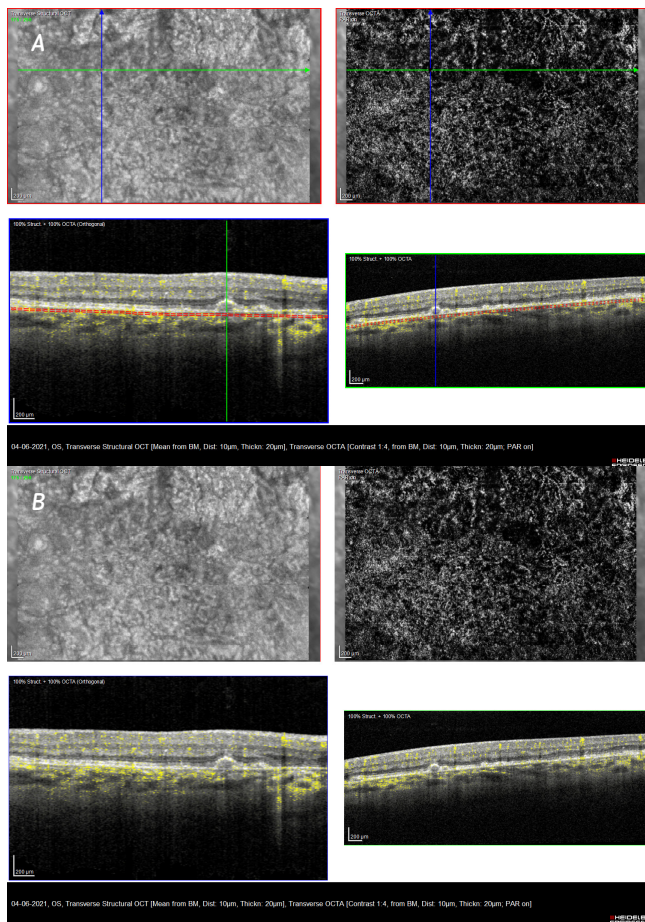 Transverse Structural OCT
A
Transverse OCTA
PAR on
200 µm
200 µm
100% Struct. + 100% OCTA (Orthogonal)
100% Struct. + 100% OCTA
200 µm
200 µm
04-06-2021, OS, Transverse Structural OCT [Mean from BM, Dist: 10µm, Thickn: 20µm], Transverse OCTA [Contrast 1:4, from BM, Dist: 10µm, Thickn: 20µm; PAR on]
Transverse Structural OCT
B
Transverse OCTA
PAR on
200 µm
200 µm
100% Struct. + 100% OCTA (Orthogonal)
100% Struct. + 100% OCTA
200 µm
200 µm
04-06-2021, OS, Transverse Structural OCT [Mean from BM, Dist: 10µm, Thickn: 20µm], Transverse OCTA [Contrast 1:4, from BM, Dist: 10µm, Thickn: 20µm; PAR on]